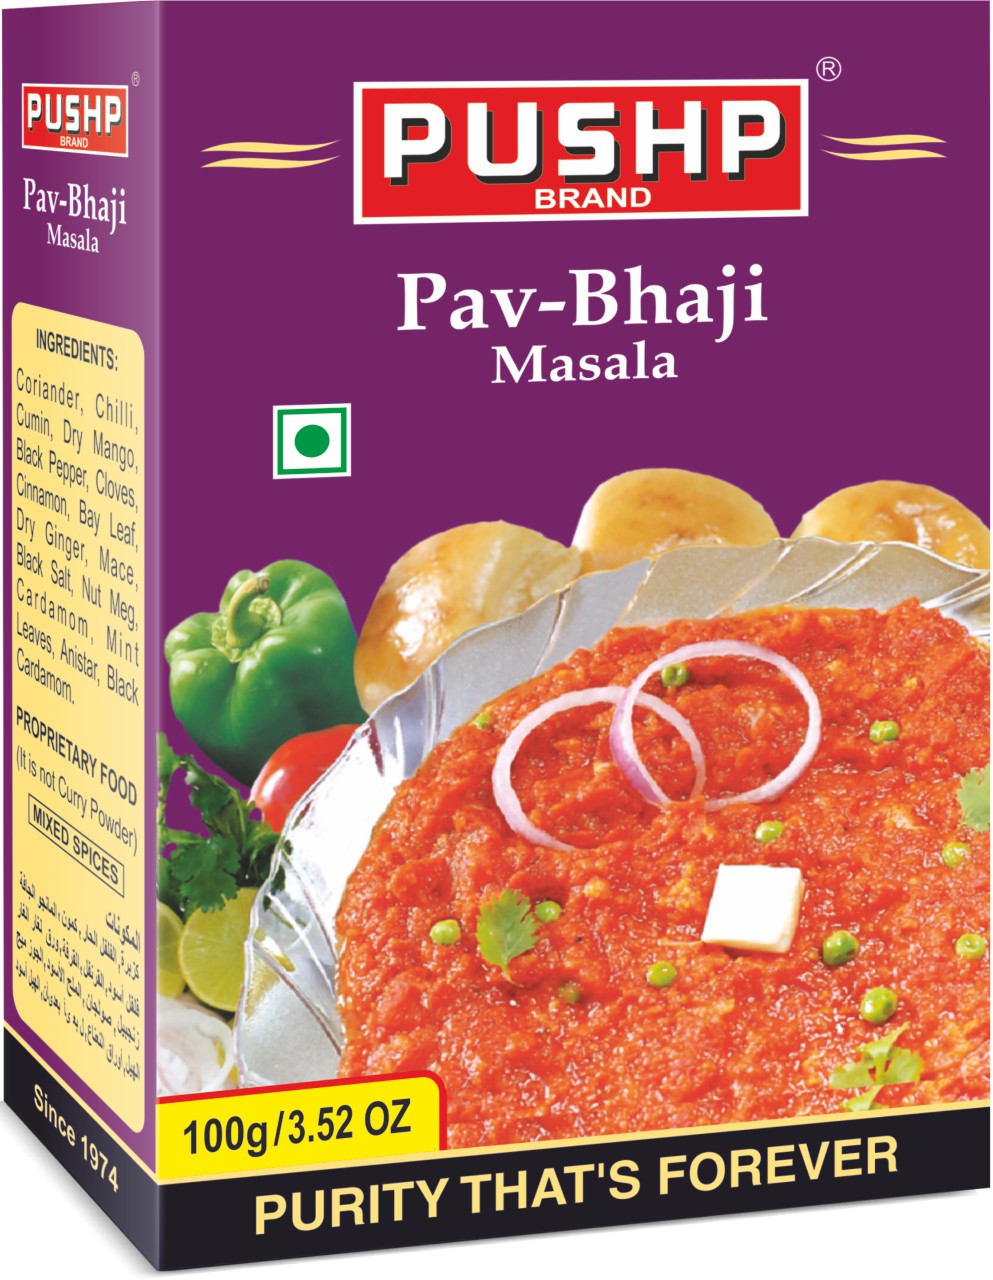 PUSHP
®
BRAND
Pav-Bhaji
Masala
INGREDIENTS:
Coriander, Chilli,
Cumin, Dry Mango,
Black Pepper, Cloves,
Cinnamon, Bay Leaf,
Dry Ginger, Mace,
Black Salt, Nut Meg,
Cardamom, Mint
Leaves, Anistar, Black
Cardamom.
PROPRIETARY FOOD
(It is not Curry Powder)
MIXED SPICES
المكونات
Since 1974
PUSHP
®
BRAND
Pav-Bhaji
Masala
100g/3.52 OZ
PURITY THAT'S FOREVER